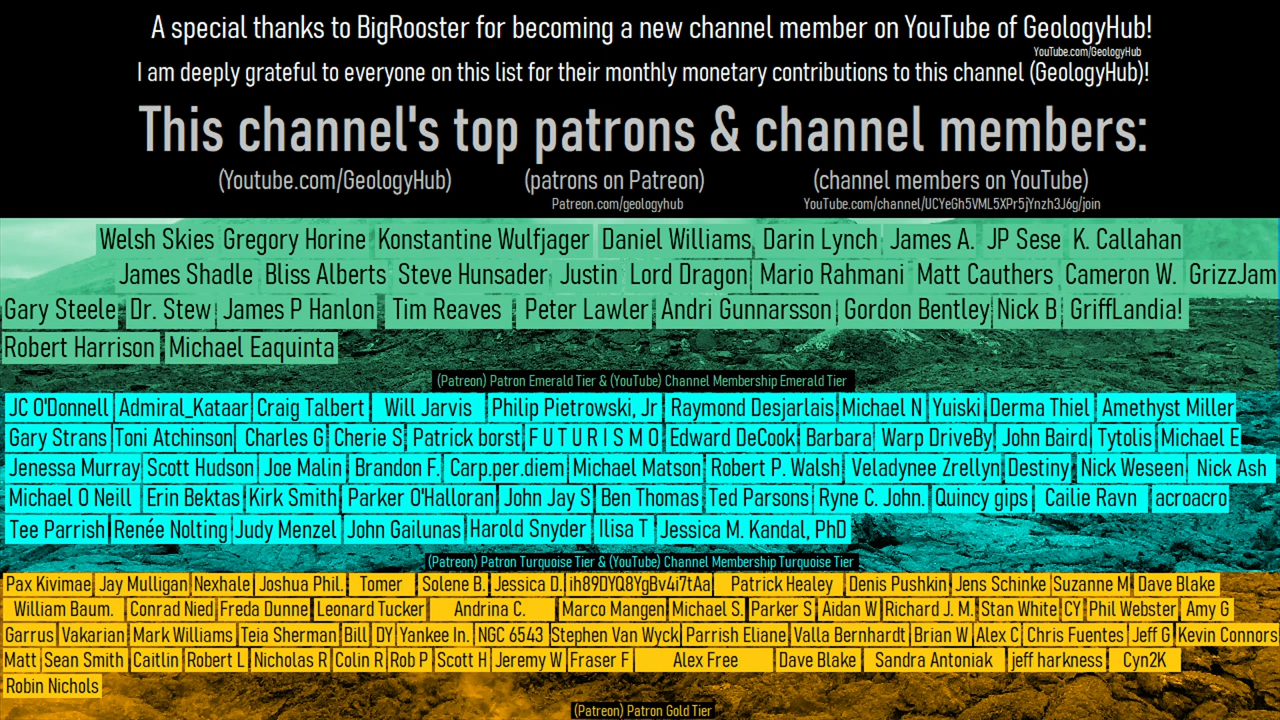 A special thanks to BigRooster for becoming a new channel member on YouTube of GeologyHub!
YouTube.com/GeologyHub
I am deeply grateful to everyone on this list for their monthly monetary contributions to this channel (GeologyHub)!
This channel's top patrons & channel members:
(Youtube.com/GeologyHub) (patrons on Patreon) (channel members on YouTube)
Patreon.com/geologyhub YouTube.com/channel/UCYeGh5VML5XPr5jYnzh3J6g/join
Welsh Skies Gregory Horine Konstantine Wulfjager Daniel Williams Darin Lynch James A. JP Sese K. Callahan
James Shadle Bliss Alberts Steve Hunsader Justin Lord Dragon Mario Rahmani Matt Cauthers Cameron W. GrizzJam
Gary Steele Dr. Stew James P Hanlon Tim Reaves Peter Lawler Andri Gunnarsson Gordon Bentley Nick B GriffLandia!
Robert Harrison Michael Eaquinta
(Patreon) Patron Emerald Tier & (YouTube) Channel Membership Emerald Tier
JC O'Donnell Admiral_Kataar Craig Talbert Will Jarvis Philip Pietrowski, Jr Raymond Desjarlais Michael N Yuiski Derma Thiel Amethyst Miller
Gary Strans Toni Atchinson Charles G Cherie S Patrick borst F U T U R I S M O Edward DeCook Barbara Warp DriveBy John Baird Tytolis Michael E
Jenessa Murray Scott Hudson Joe Malin Brandon F. Carp.per.diem Michael Matson Robert P. Walsh Veladynee Zrellyn Destiny Nick Weseen Nick Ash
Michael O Neill Erin Bektas Kirk Smith Parker O'Halloran John Jay S Ben Thomas Ted Parsons Ryne C. John. Quincy gips Cailie Ravn acroacro
Tee Parrish Renée Nolting Judy Menzel John Gailunas Harold Snyder Ilisa T Jessica M. Kandal, PhD
(Patreon) Patron Turquoise Tier & (YouTube) Channel Membership Turquoise Tier
Pax Kivimae Jay Mulligan Nexhale Joshua Phil Tomer Solene B. Jessica D. ih89DYQ8YgBv4i7tAa Patrick Healey Denis Pushkin Jens Schinke Suzanne M Dave Blake
William Baum. Conrad Nied Freda Dunne Leonard Tucker Andrina C. Marco Mangen Michael S. Parker S Aidan W Richard J. M. Stan White CY Phil Webster Amy G
Garrus Vakarian Mark Williams Teia Sherman Bill DY Yankee In. NGC 6543 Stephen Van Wyck Parrish Eliane Valla Bernhardt Brian W Alex C Chris Fuentes Jeff G Kevin Connors
Matt Sean Smith Caitlin Robert L Nicholas R Colin R Rob P Scott H Jeremy W Fraser F Alex Free Dave Blake Sandra Antoniak jeff harkness Cyn2K
Robin Nichols
(Patreon) Patron Gold Tier